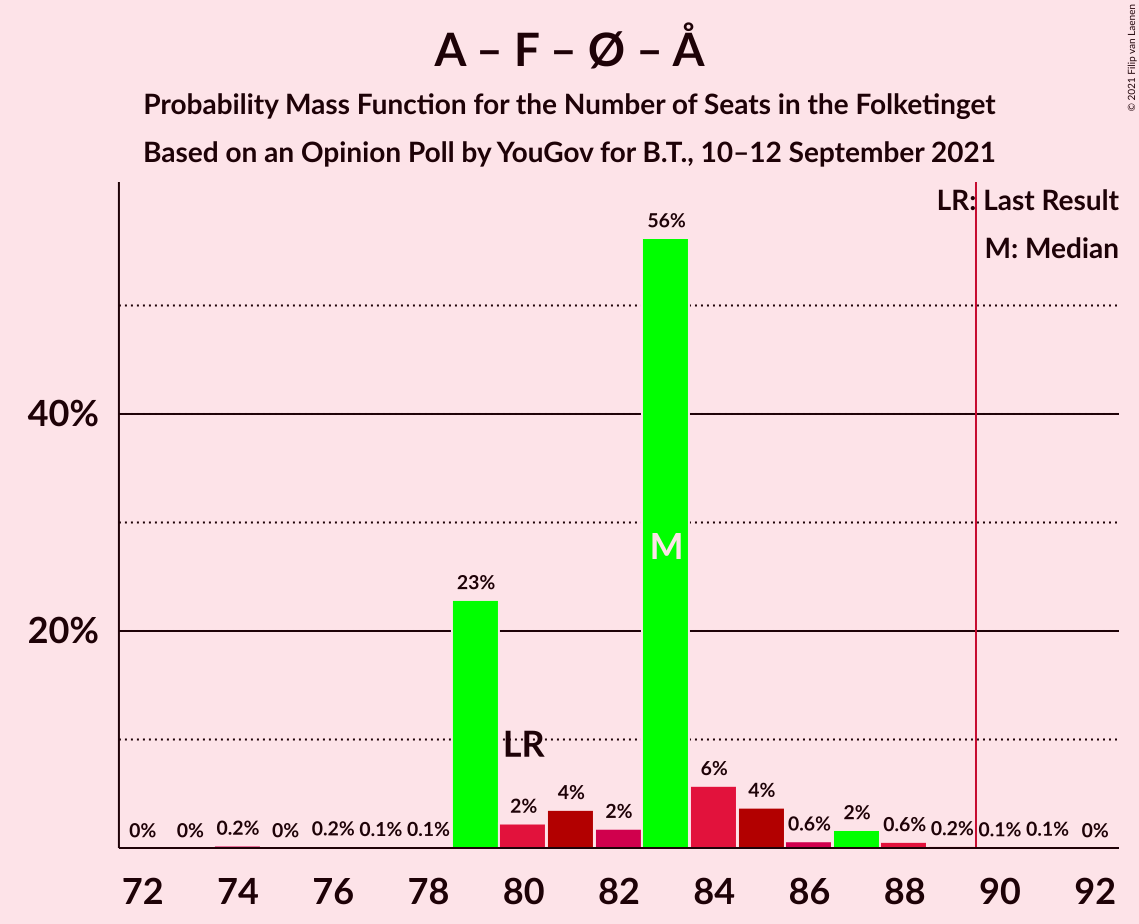 A – F – Ø – Å
Probability Mass Function for the Number of Seats in the Folketinget
Based on an Opinion Poll by YouGov for B.T., 10–12 September 2021
© 2021 Filip van Laenen
LR: Last Result
M: Median
56%
40%
M
23%
20%
LR
6%
0% 0% 0.2% 0% 0.2% 0.1% 0.1% 2% 4% 2% 4% 0.6% 2% 0.6% 0.2% 0.1% 0.1% 0%
72 74 76 78 80 82 84 86 88 90 92